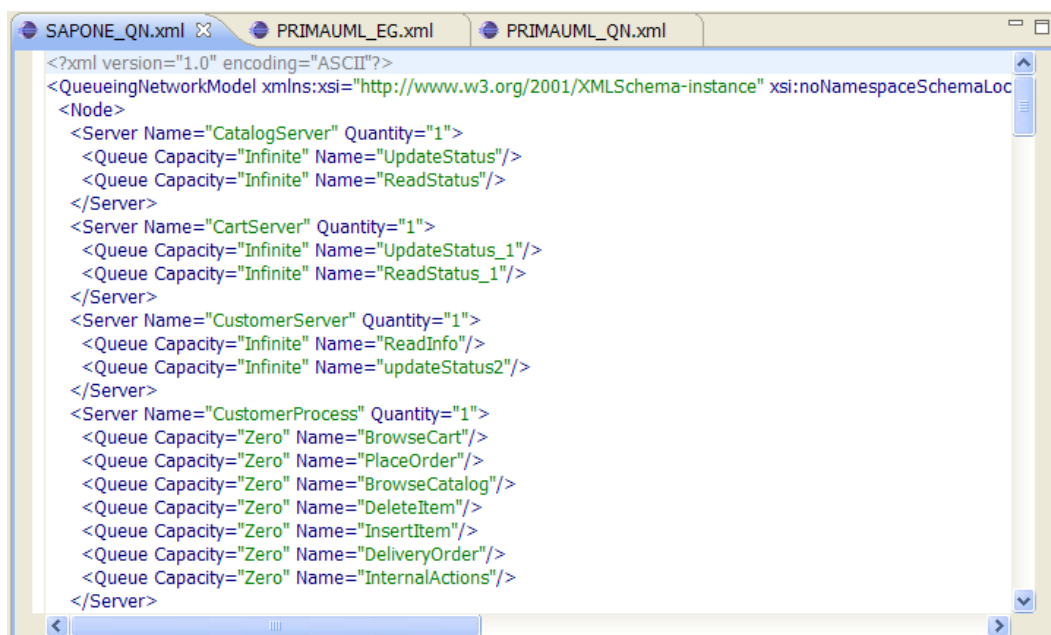 SAPONE_QN.xml PRIMAUML_EG.xml PRIMAUML_QN.xml
<?xml version="1.0" encoding="ASCII"?>
<QueueingNetworkModel xmlns:xsi="http://www.w3.org/2001/XMLSchema-instance" xsi:noNamespaceSchemaLoc
<Node>
<Server Name="CatalogServer" Quantity="1">
<Queue Capacity="Infinite" Name="UpdateStatus"/>
<Queue Capacity="Infinite" Name="ReadStatus"/>
</Server>
<Server Name="CartServer" Quantity="1">
<Queue Capacity="Infinite" Name="UpdateStatus_1"/>
<Queue Capacity="Infinite" Name="ReadStatus_1"/>
</Server>
<Server Name="CustomerServer" Quantity="1">
<Queue Capacity="Infinite" Name="ReadInfo"/>
<Queue Capacity="Infinite" Name="updateStatus2"/>
</Server>
<Server Name="CustomerProcess" Quantity="1">
<Queue Capacity="Zero" Name="BrowseCart"/>
<Queue Capacity="Zero" Name="PlaceOrder"/>
<Queue Capacity="Zero" Name="BrowseCatalog"/>
<Queue Capacity="Zero" Name="DeleteItem"/>
<Queue Capacity="Zero" Name="InsertItem"/>
<Queue Capacity="Zero" Name="DeliveryOrder"/>
<Queue Capacity="Zero" Name="InternalActions"/>
</Server>